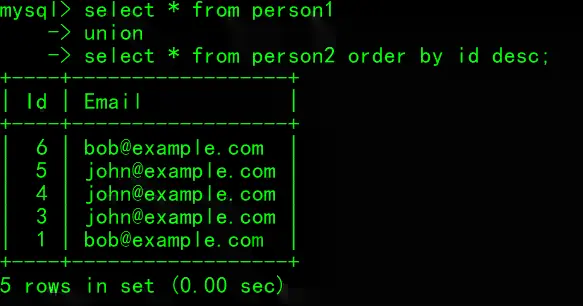 mysql> select * from person1
    -> union
    -> select * from person2 order by id desc;
+----+------------------+
| Id | Email            |
+----+------------------+
|  6 | bob@example.com  |
|  5 | john@example.com |
|  4 | john@example.com |
|  3 | john@example.com |
|  1 | bob@example.com  |
+----+------------------+
5 rows in set (0.00 sec)